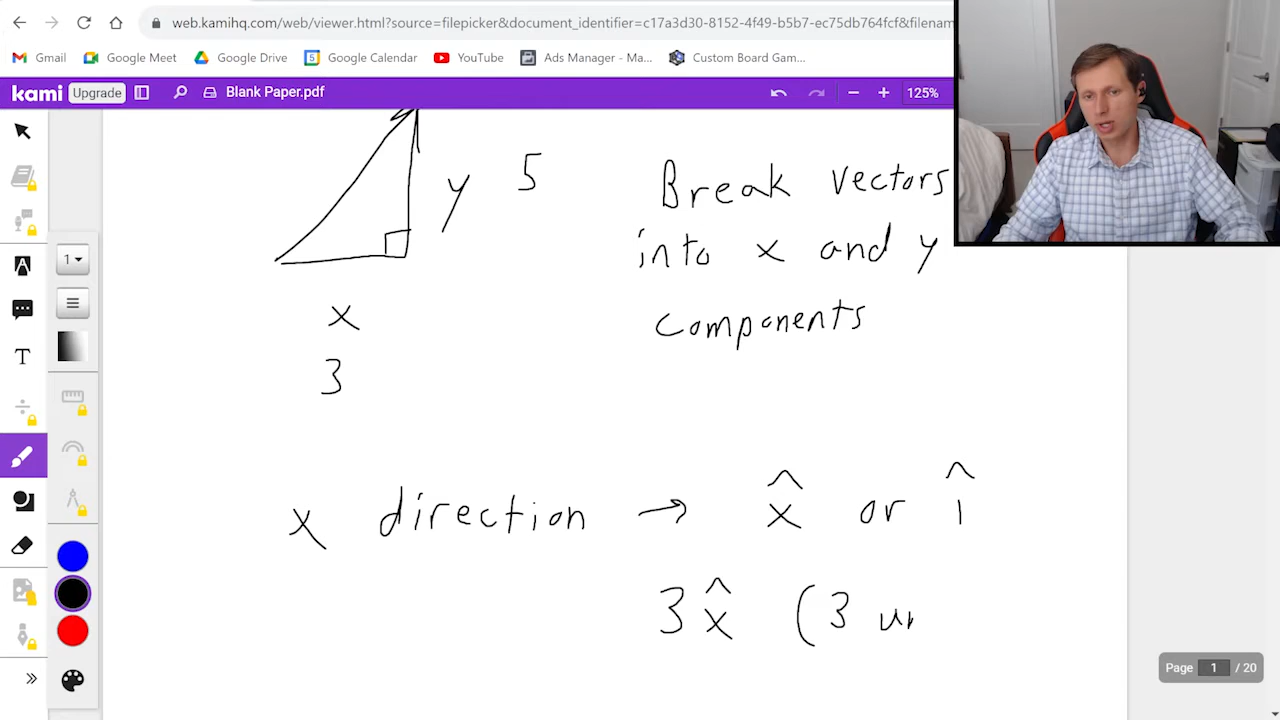 web.kamihq.com/web/viewer.html?source=filepicker&document_identifier=c17a3d30-8152-4f49-b5b7-ec75db764fcf&filenam
Gmail Google Meet Google Drive Google Calendar YouTube Ads Manager - Ma... Custom Board Gam...
kami Upgrade Blank Paper.pdf 125%
y 5
Break vectors
into x and y
components
x
3
1
T
x direction → x̂ or î
3x̂ (3 un
Page 1 / 20